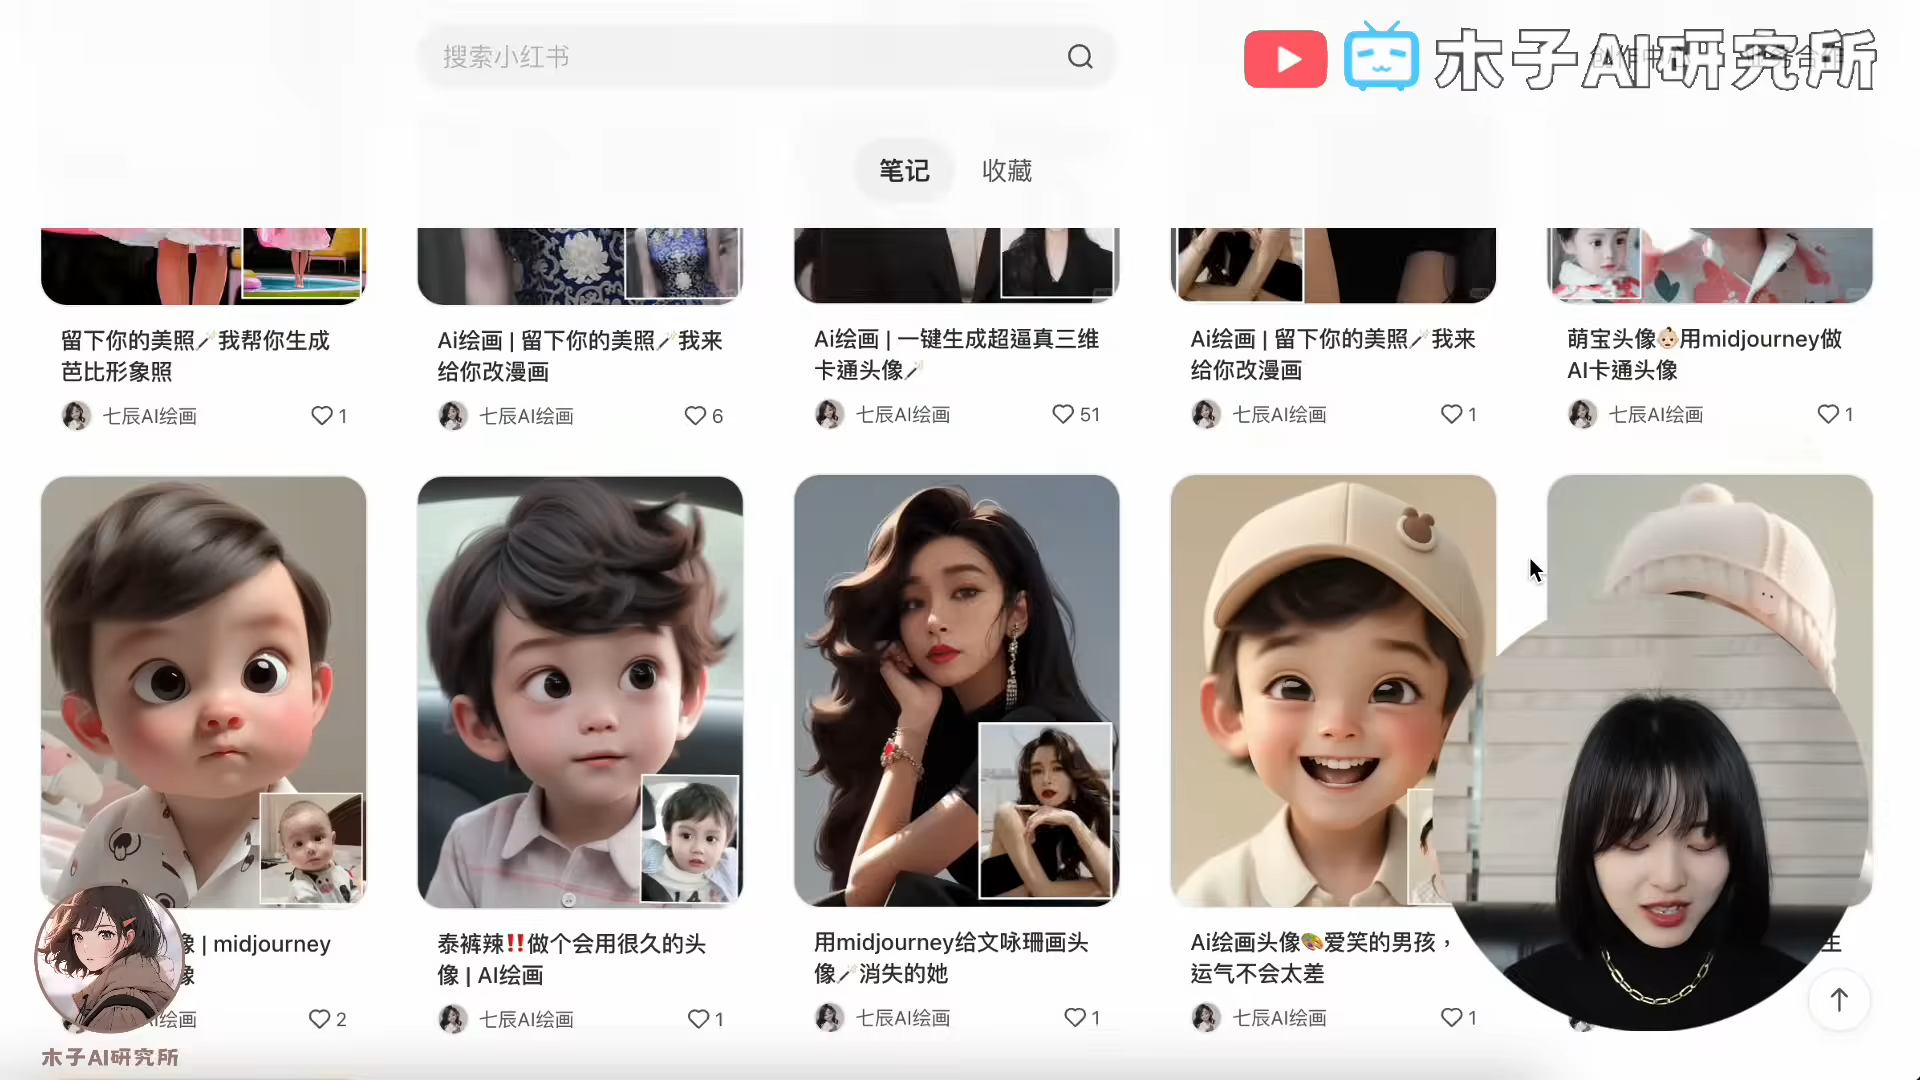 搜索小红书
木子AI研究所
笔记
收藏
留下你的美照🪄我帮你生成
芭比形象照
七辰AI绘画
1
Ai绘画 | 留下你的美照🪄我来
给你改漫画
七辰AI绘画
6
Ai绘画 | 一键生成超逼真三维
卡通头像🪄
七辰AI绘画
51
Ai绘画 | 留下你的美照🪄我来
给你改漫画
七辰AI绘画
1
萌宝头像👶🏻用midjourney做
AI卡通头像
七辰AI绘画
1
像 | midjourney
像
AI绘画
2
泰裤辣‼️做个会用很久的头
像 | AI绘画
七辰AI绘画
1
用midjourney给文咏珊画头
像🪄消失的她
七辰AI绘画
1
Ai绘画头像🎨爱笑的男孩，
运气不会太差
七辰AI绘画
1
生
木子AI研究所